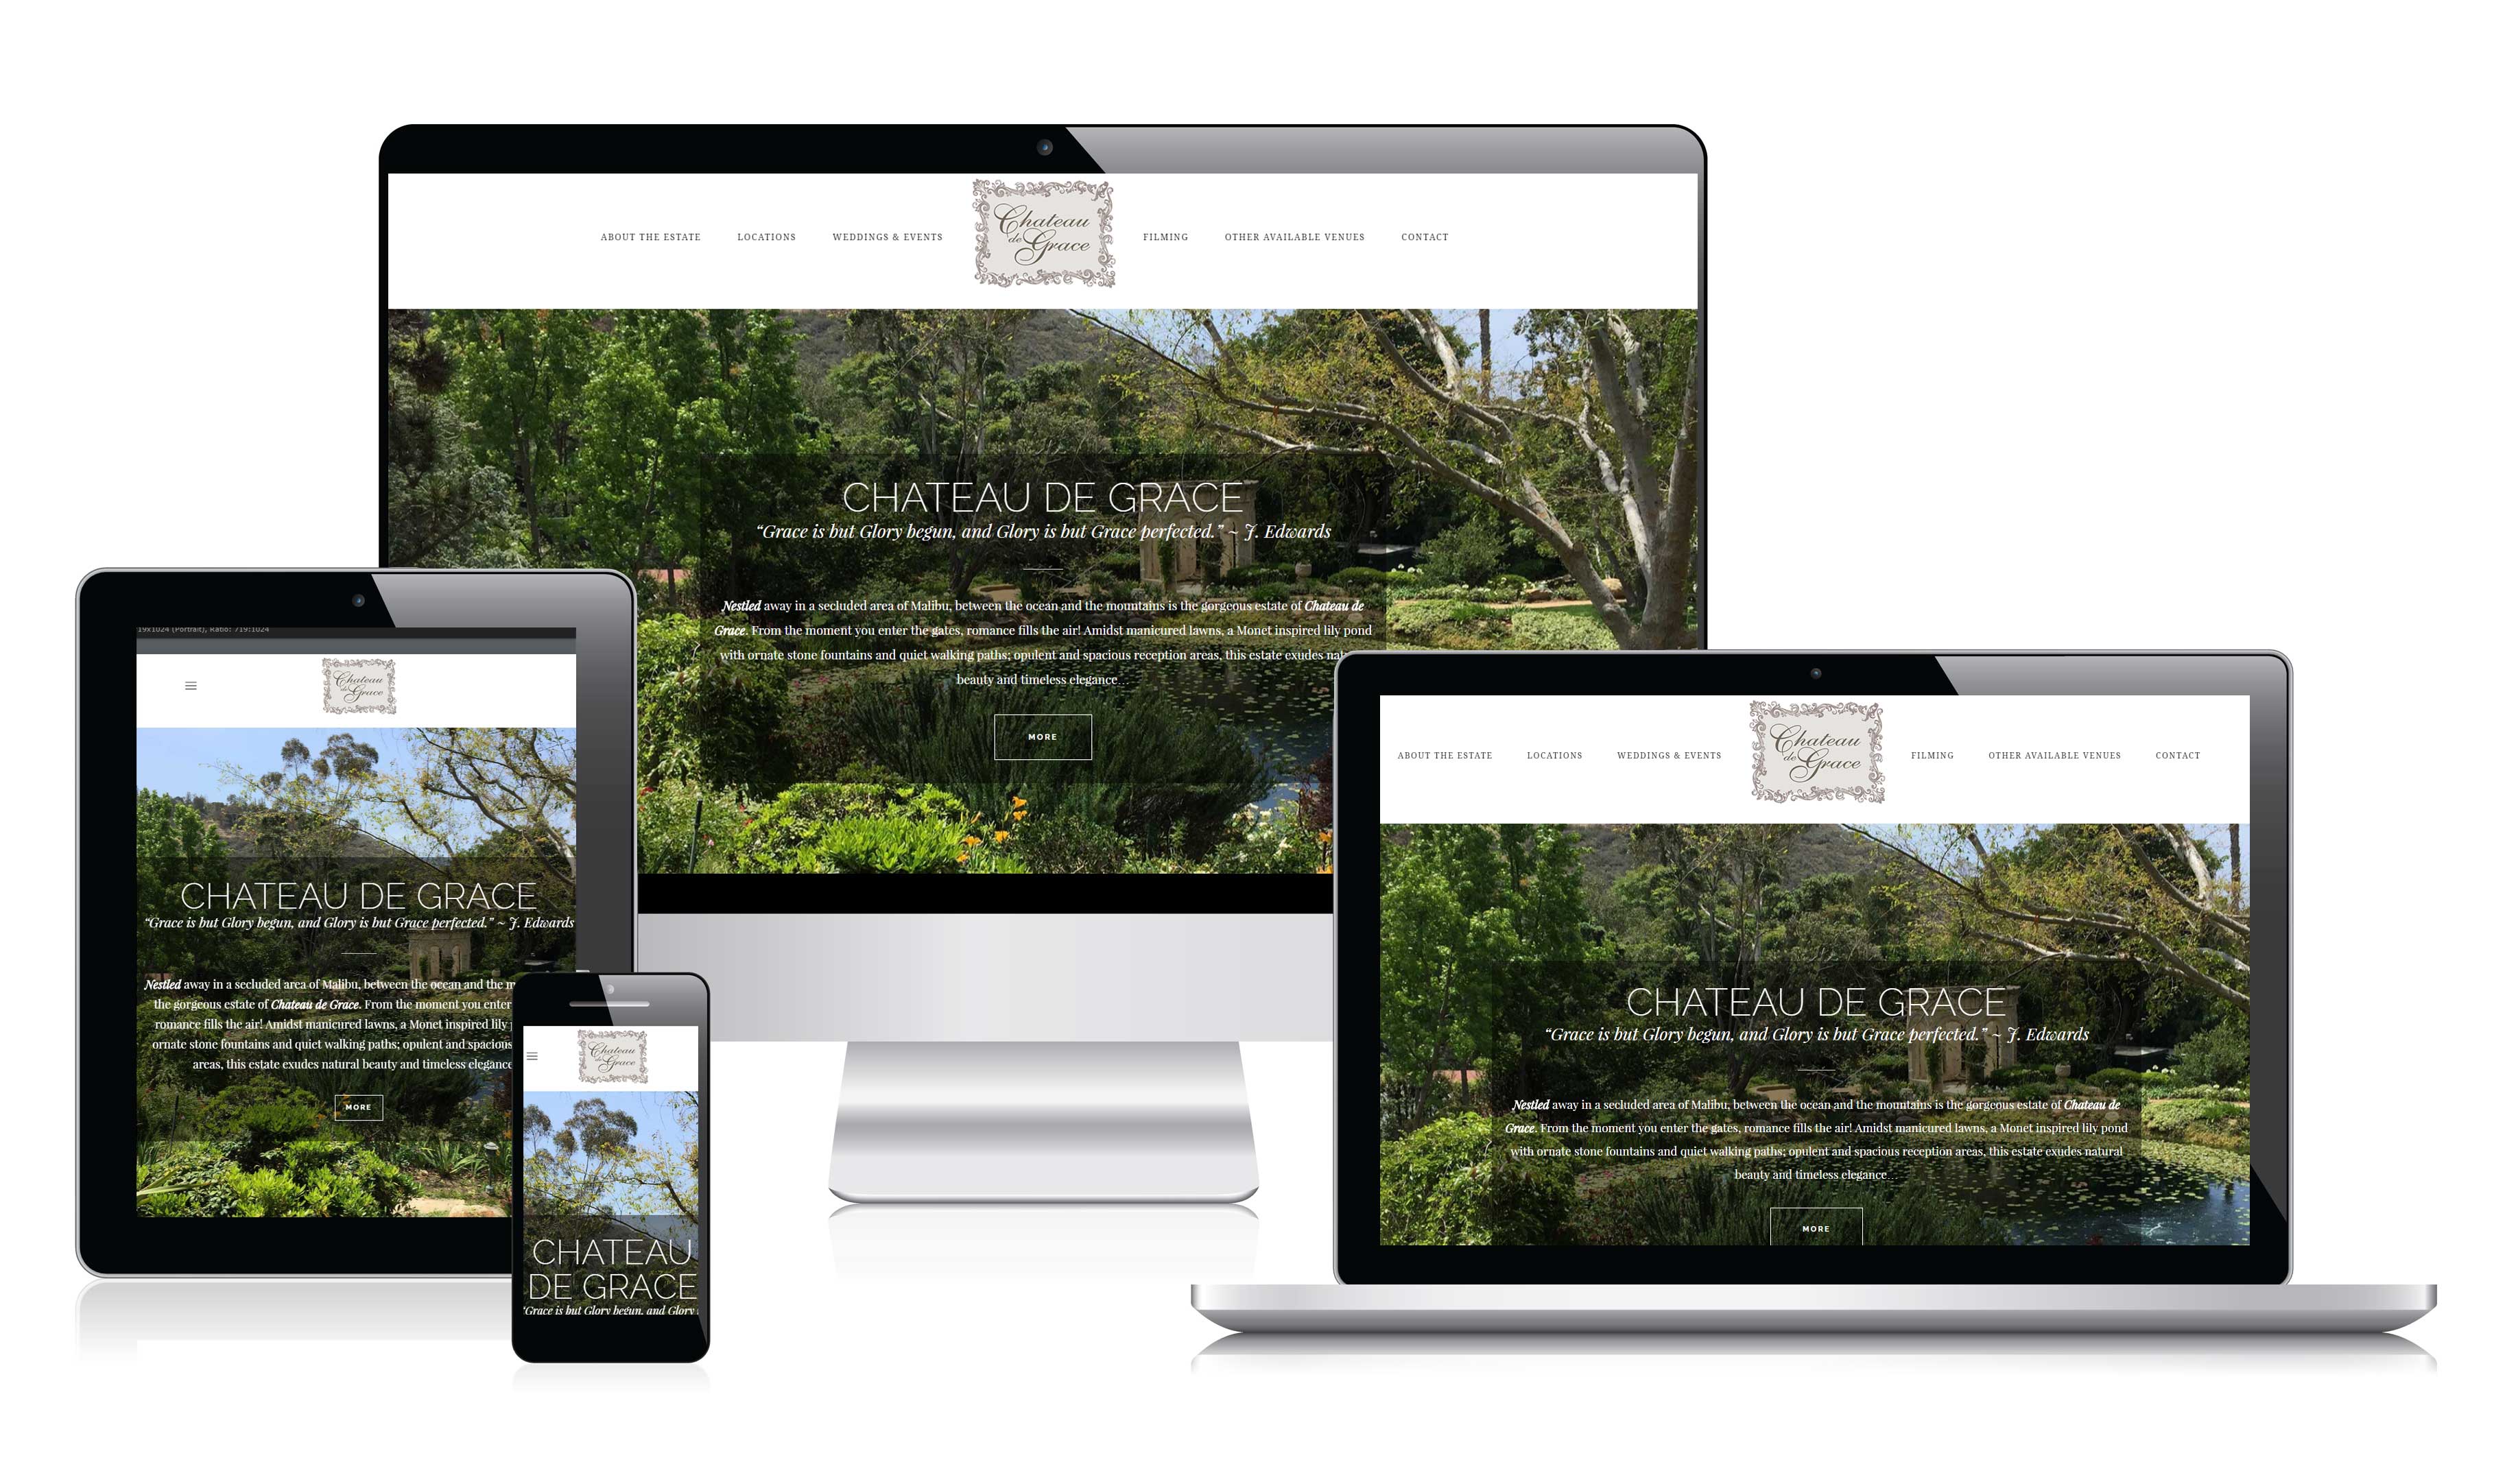 ABOUT THE ESTATE LOCATIONS WEDDINGS & EVENTS Chateau de Grace FILMING OTHER AVAILABLE VENUES CONTACT
CHATEAU DE GRACE
“Grace is but Glory begun, and Glory is but Grace perfected.” ~ J. Edwards
Nestled away in a secluded area of Malibu, between the ocean and the mountains is the gorgeous estate of Chateau de
Grace. From the moment you enter the gates, romance fills the air! Amidst manicured lawns, a Monet inspired lily pond
with ornate stone fountains and quiet walking paths; opulent and spacious reception areas, this estate exudes
beauty and timeless elegance…
MORE
19x1024 (Portrait), Ratio: 719:1024
Chateau de Grace
CHATEAU DE GRACE
“Grace is but Glory begun, and Glory is but Grace perfected.” ~ J. Edwards
Nestled away in a secluded area of Malibu, between the ocean and the
the gorgeous estate of Chateau de Grace. From the moment you enter
romance fills the air! Amidst manicured lawns, a Monet inspired lily
ornate stone fountains and quiet walking paths; opulent and spacious
areas, this estate exudes natural beauty and timeless elegance
MORE
Chateau de Grace
CHATEAU
DE GRACE
“Grace is but Glory begun, and Glory
ABOUT THE ESTATE LOCATIONS WEDDINGS & EVENTS Chateau de Grace FILMING OTHER AVAILABLE VENUES CONTACT
CHATEAU DE GRACE
“Grace is but Glory begun, and Glory is but Grace perfected.” ~ J. Edwards
Nestled away in a secluded area of Malibu, between the ocean and the mountains is the gorgeous estate of Chateau de
Grace. From the moment you enter the gates, romance fills the air! Amidst manicured lawns, a Monet inspired lily pond
with ornate stone fountains and quiet walking paths; opulent and spacious reception areas, this estate exudes natural
beauty and timeless elegance…
MORE